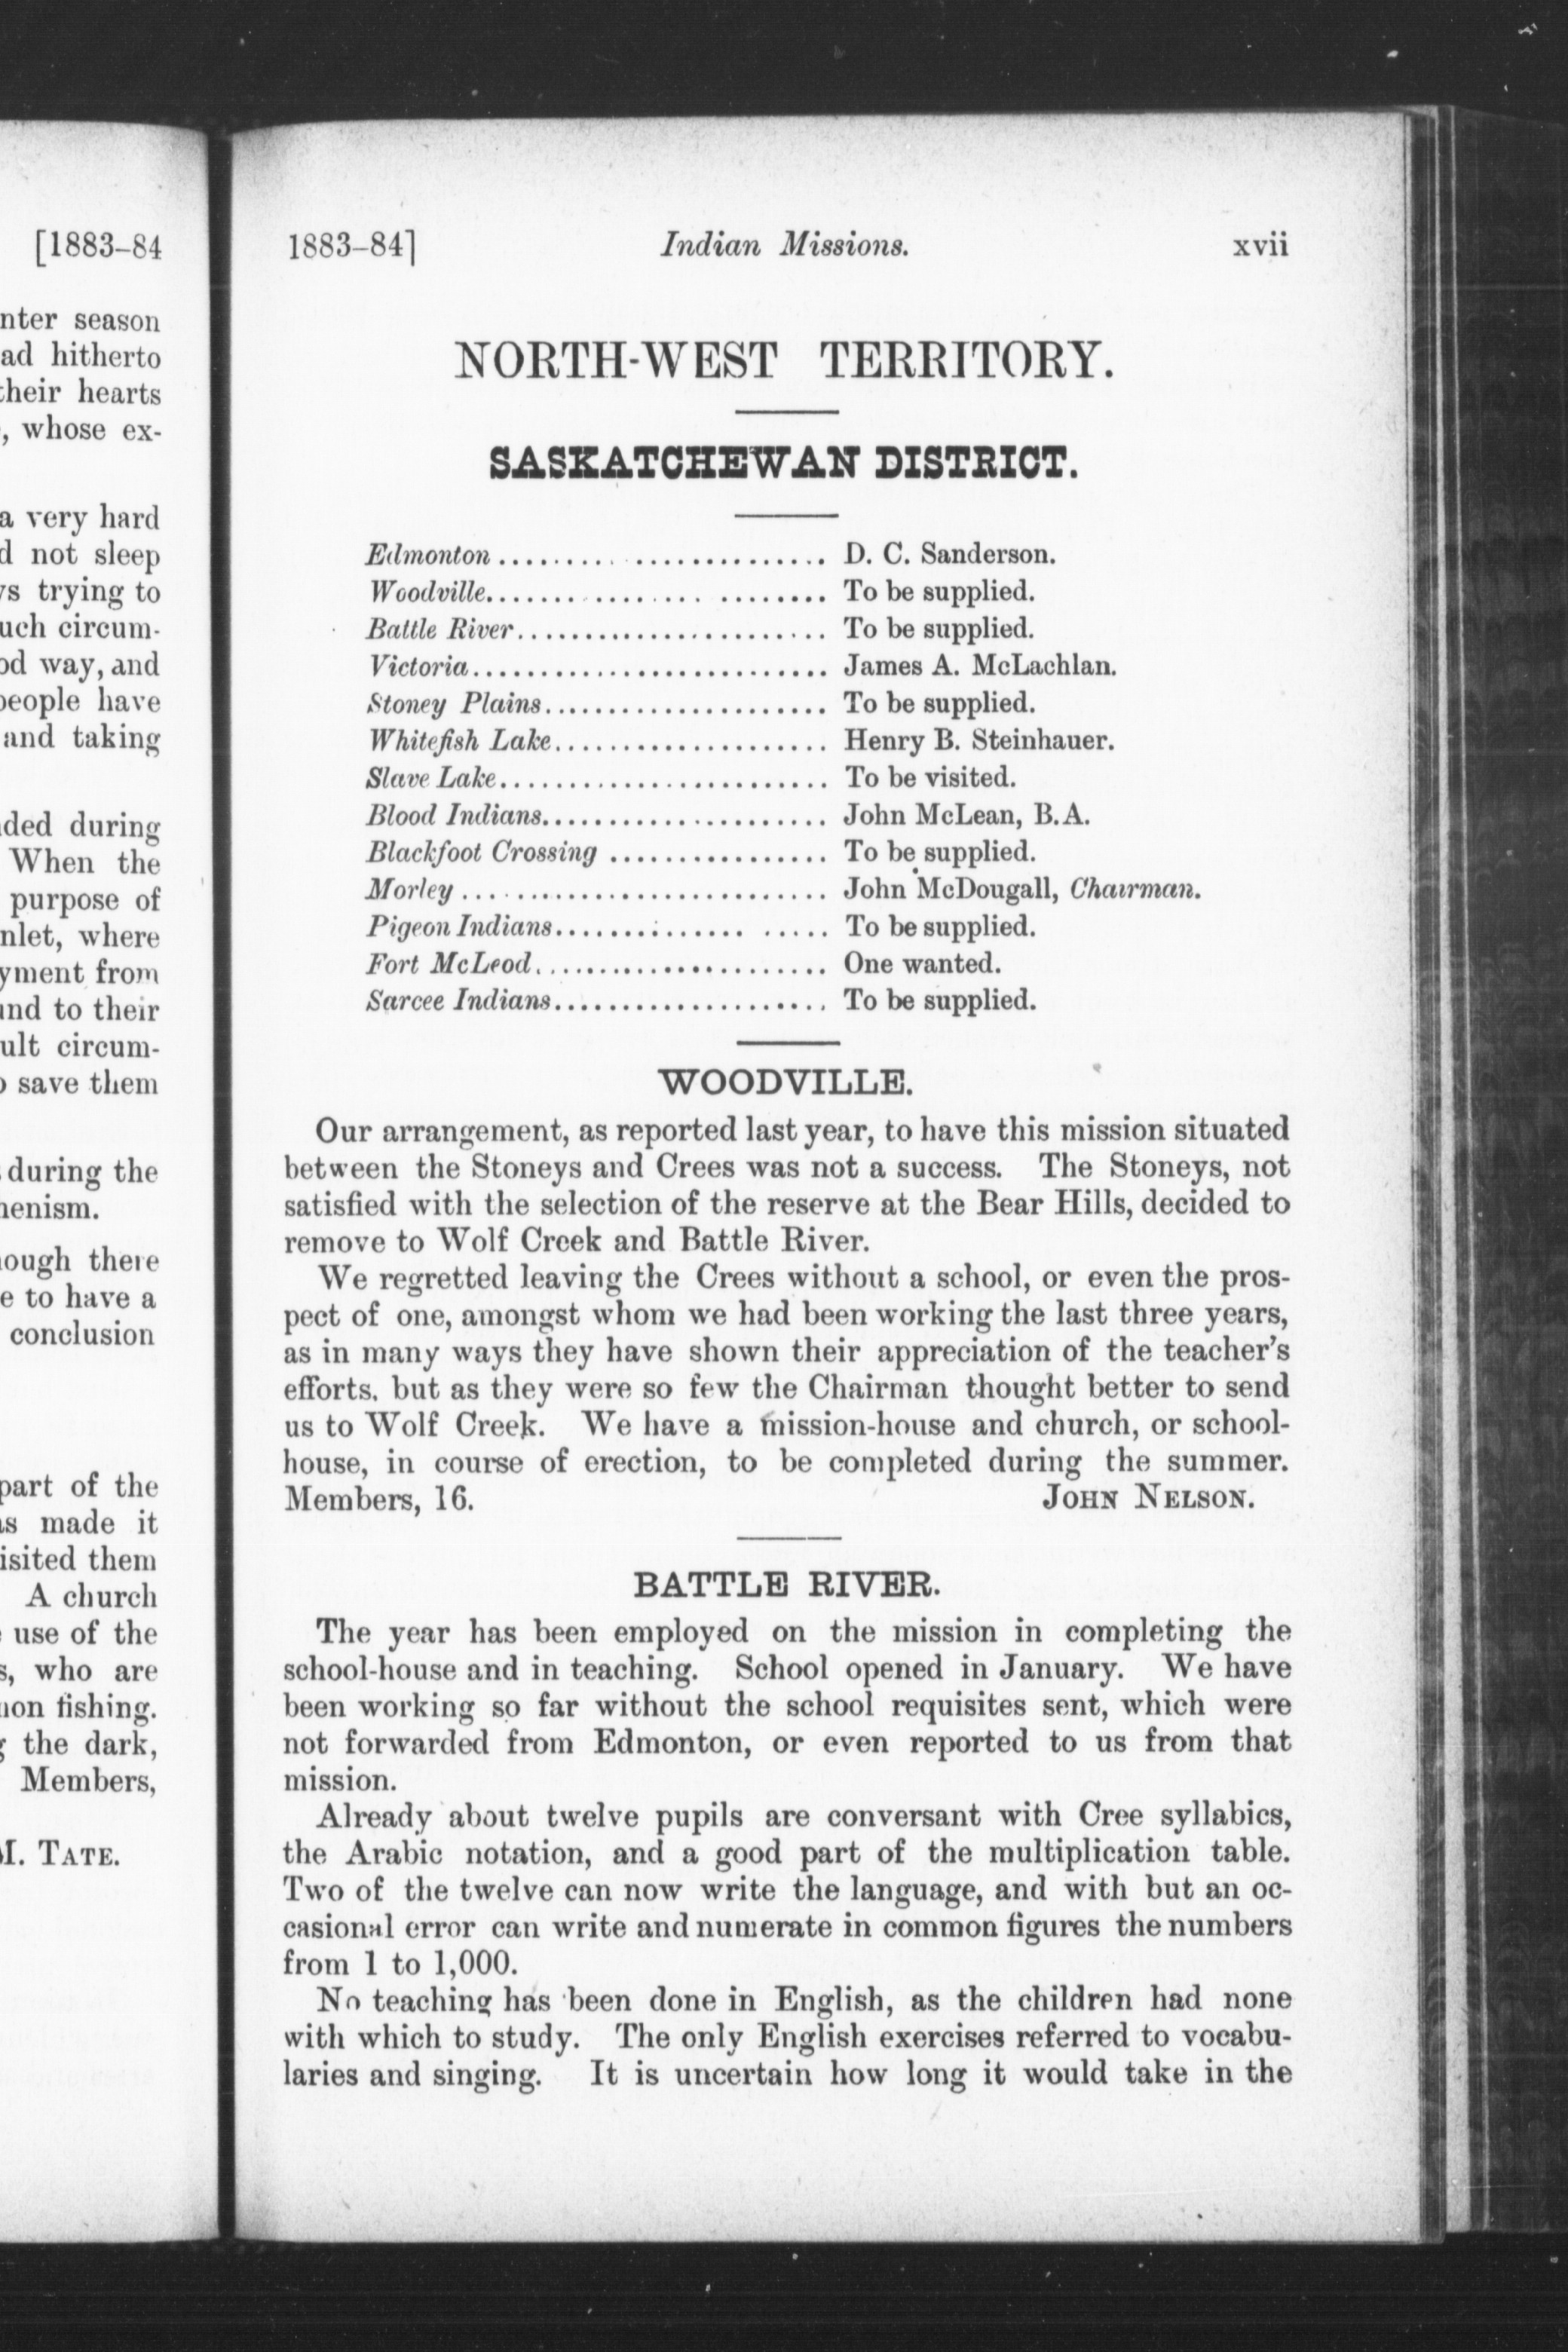 [1883–84
nter season
ad hitherto
their hearts
, whose ex-
a very hard
d not sleep
ys trying to
uch circum-
od way, and
people have
and taking
ded during
When the
purpose of
nlet, where
yment from
und to their
ult circum-
o save them
during the
henism.
ough there
e to have a
conclusion
part of the
as made it
isited them
A church
use of the
s, who are
mon fishing.
g the dark,
Members,
M. TATE.
1883–84] Indian Missions. xvii
NORTH-WEST TERRITORY.
SASKATCHEWAN DISTRICT.
Edmonton ............................ D. C. Sanderson.
Woodville............................ To be supplied.
Battle River.......................... To be supplied.
Victoria.............................. James A. McLachlan.
Stoney Plains........................ To be supplied.
Whitefish Lake....................... Henry B. Steinhauer.
Slave Lake............................ To be visited.
Blood Indians........................ John McLean, B.A.
Blackfoot Crossing ................ To be supplied.
Morley ............................... John McDougall, Chairman.
Pigeon Indians....................... To be supplied.
Fort McLeod......................... One wanted.
Sarcee Indians....................... To be supplied.
WOODVILLE.
Our arrangement, as reported last year, to have this mission situated
between the Stoneys and Crees was not a success. The Stoneys, not
satisfied with the selection of the reserve at the Bear Hills, decided to
remove to Wolf Creek and Battle River.
We regretted leaving the Crees without a school, or even the pros-
pect of one, amongst whom we had been working the last three years,
as in many ways they have shown their appreciation of the teacher's
efforts, but as they were so few the Chairman thought better to send
us to Wolf Creek. We have a mission-house and church, or school-
house, in course of erection, to be completed during the summer.
Members, 16. JOHN NELSON.
BATTLE RIVER.
The year has been employed on the mission in completing the
school-house and in teaching. School opened in January. We have
been working so far without the school requisites sent, which were
not forwarded from Edmonton, or even reported to us from that
mission.
Already about twelve pupils are conversant with Cree syllabics,
the Arabic notation, and a good part of the multiplication table.
Two of the twelve can now write the language, and with but an oc-
casional error can write and numerate in common figures the numbers
from 1 to 1,000.
No teaching has been done in English, as the children had none
with which to study. The only English exercises referred to vocabu-
laries and singing. It is uncertain how long it would take in the